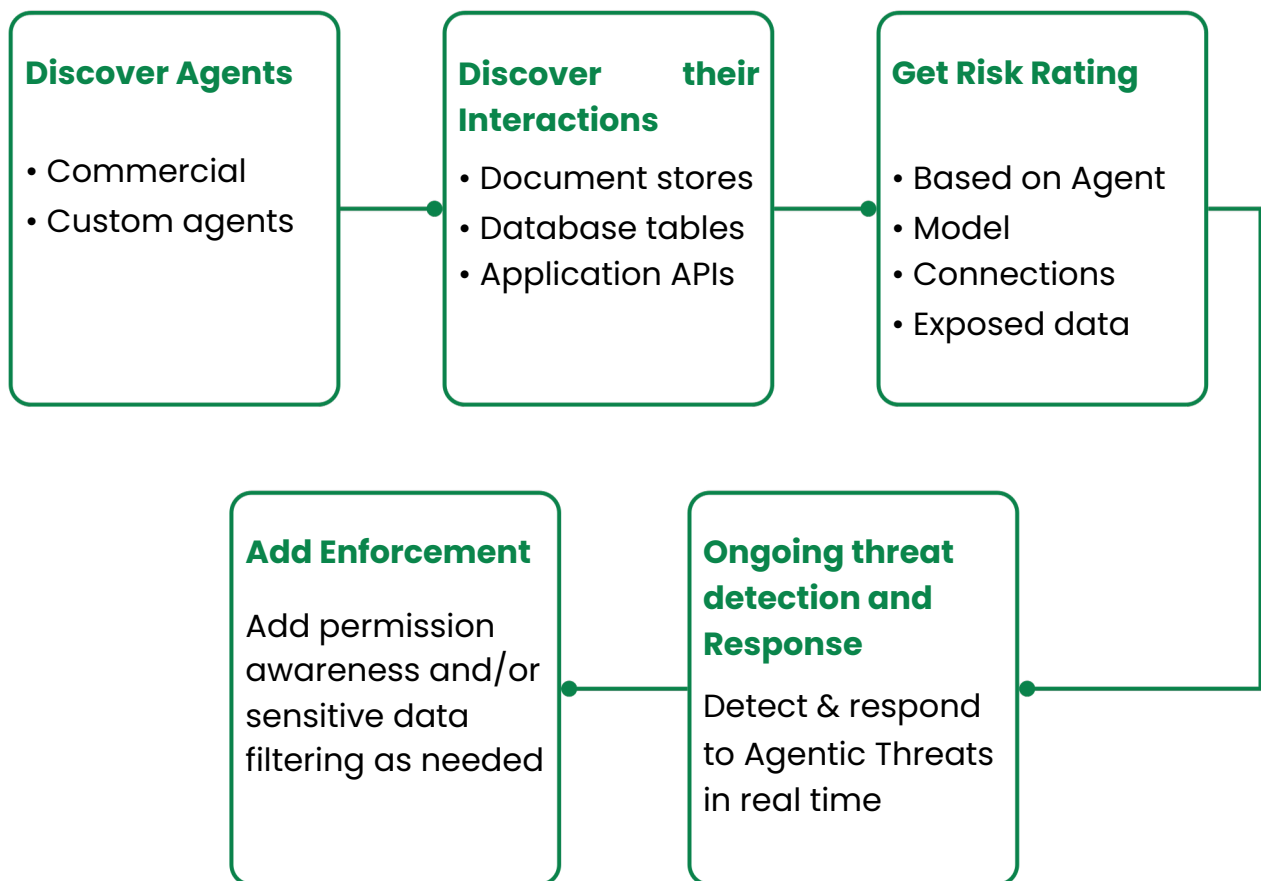 Discover Agents
• Commercial
• Custom agents
Discover their
Interactions
• Document stores
• Database tables
• Application APIs
Get Risk Rating
• Based on Agent
• Model
• Connections
• Exposed data
Ongoing threat
detection and
Response
Detect & respond
to Agentic Threats
in real time
Add Enforcement
Add permission
awareness and/or
sensitive data
filtering as needed